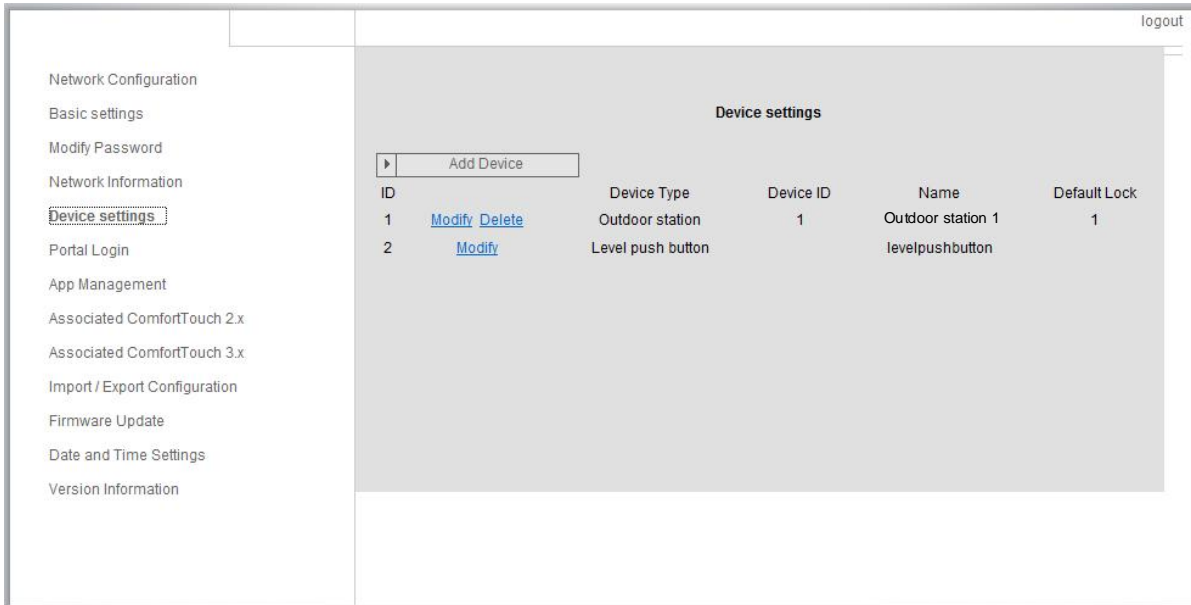 logout
Network Configuration
Basic settings
Modify Password
Network Information
Device settings
Portal Login
App Management
Associated ComfortTouch 2.x
Associated ComfortTouch 3.x
Import / Export Configuration
Firmware Update
Date and Time Settings
Version Information
Device settings
Add Device
ID Device Type Device ID Name Default Lock
1 Modify Delete Outdoor station 1 Outdoor station 1 1
2 Modify Level push button levelpushbutton